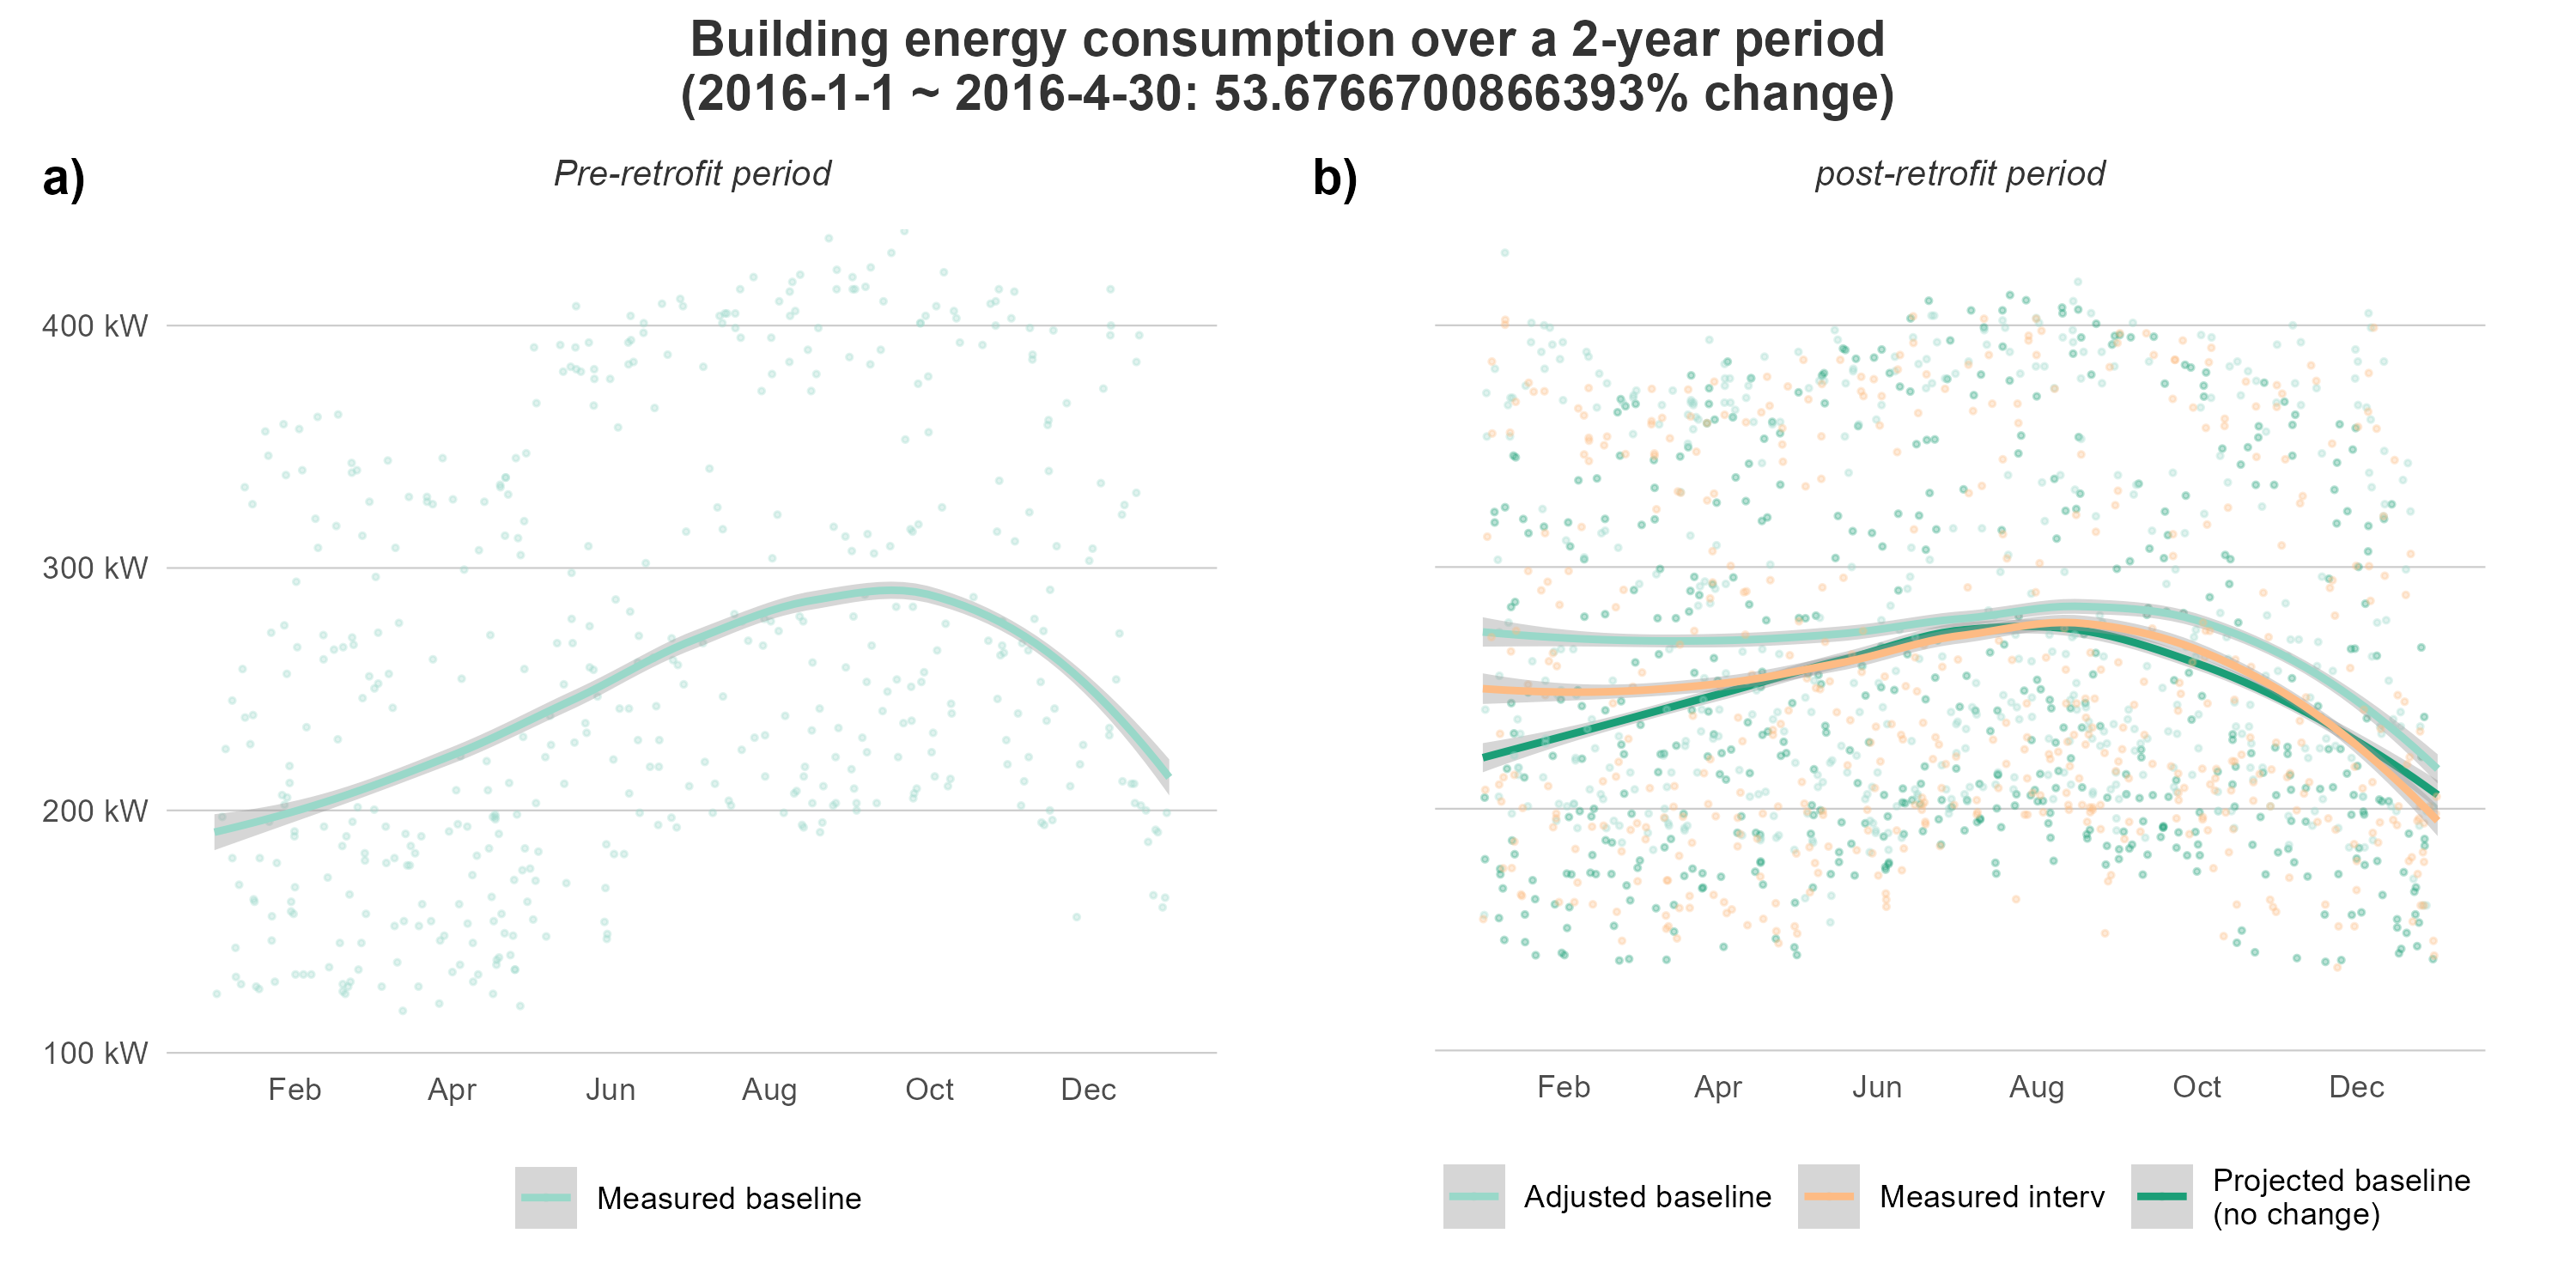 Building energy consumption over a 2-year period
(2016-1-1 ~ 2016-4-30: 53.6766700866393% change)
a)
Pre-retrofit period
400 kW
300 kW
200 kW
100 kW
Feb Apr Jun Aug Oct Dec
Measured baseline
b)
post-retrofit period
Feb Apr Jun Aug Oct Dec
Adjusted baseline
Measured interv
Projected baseline
(no change)